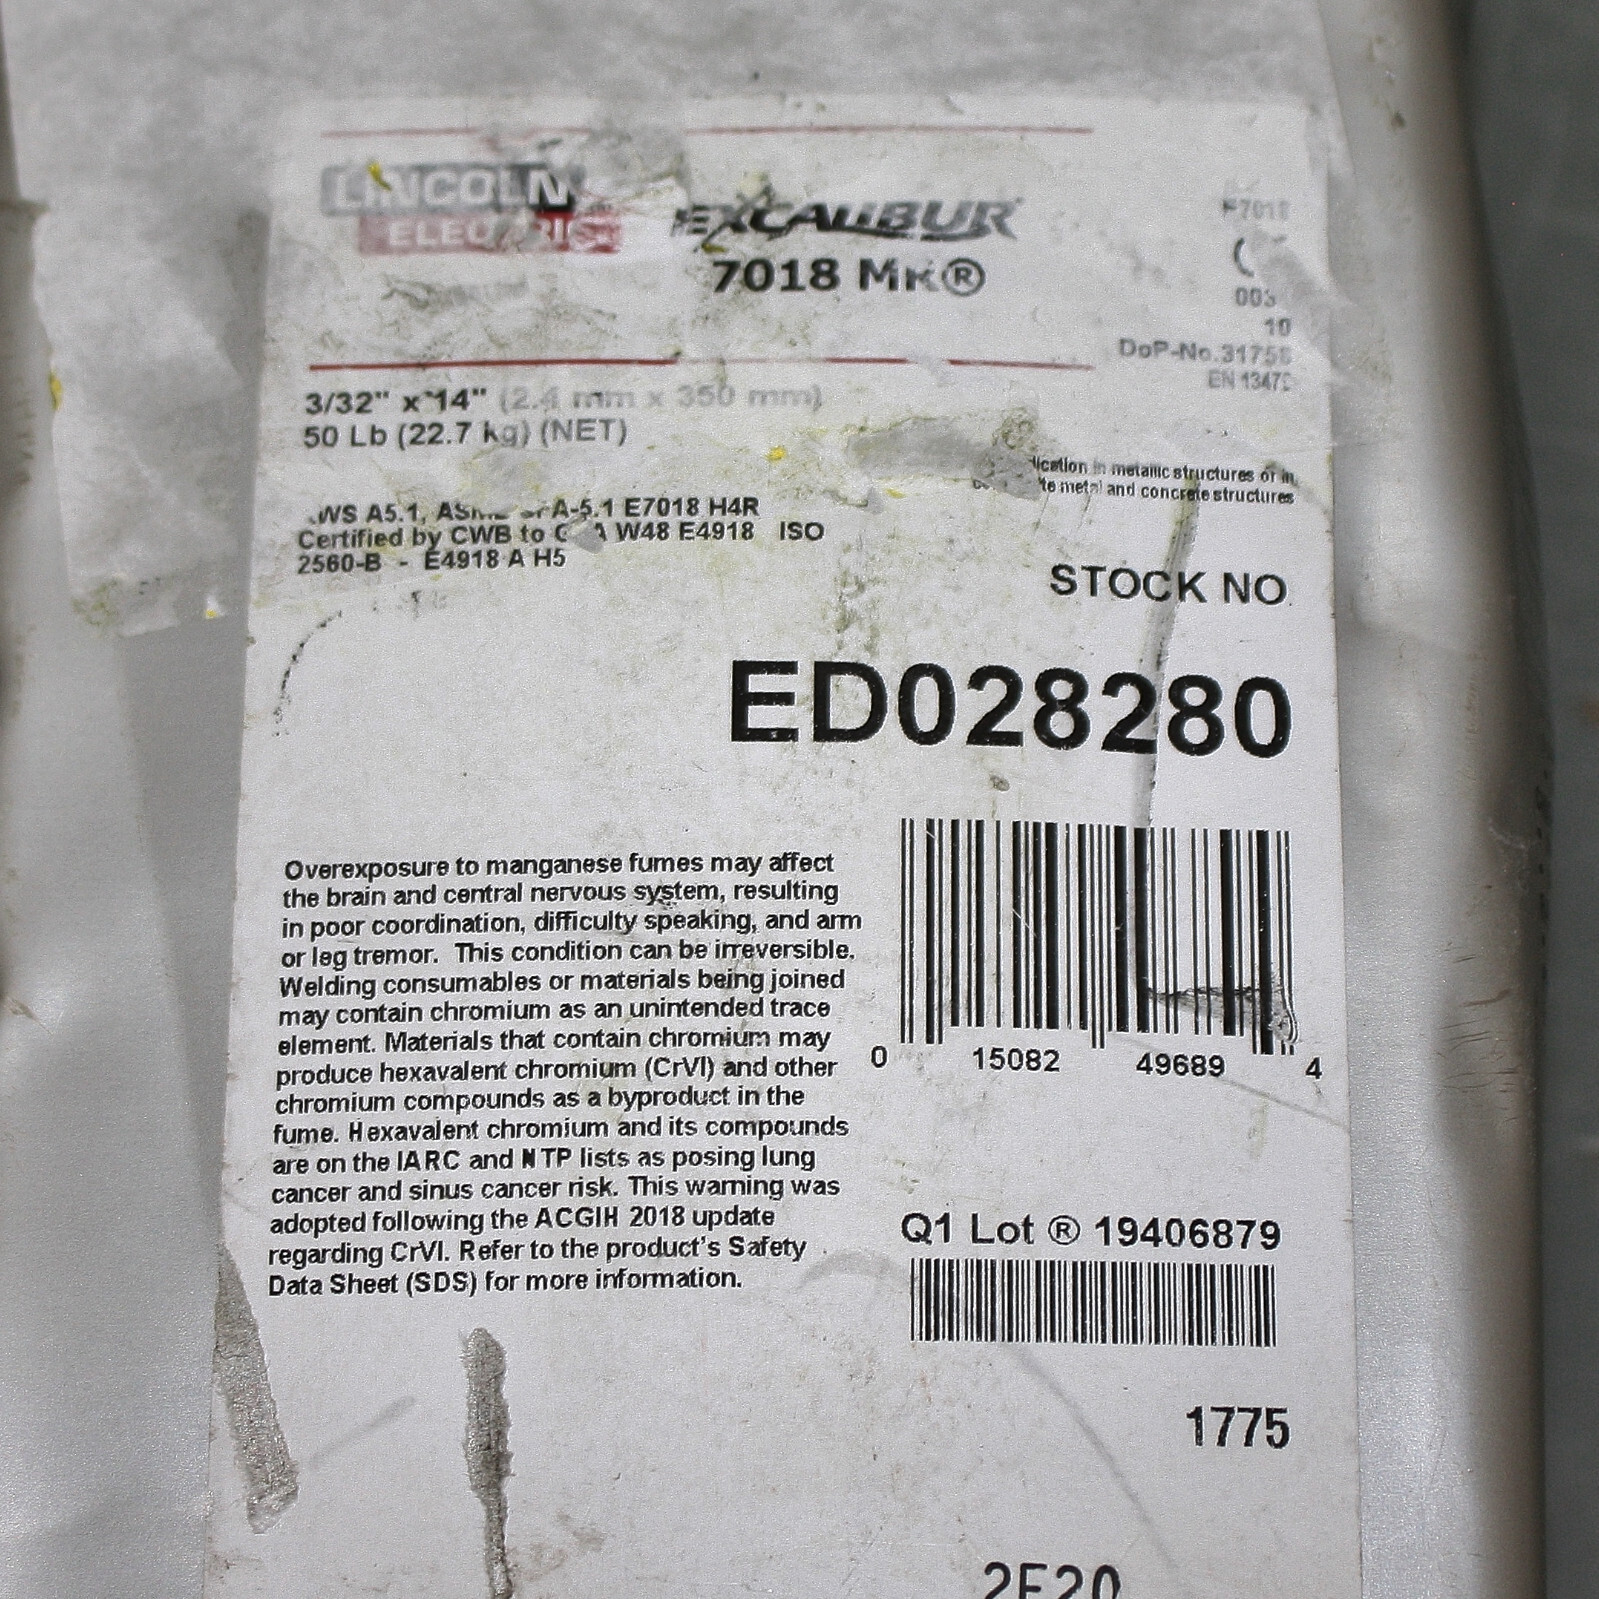 LINCOLN
ELECTRIC
EXCALIBUR
7018 MR®
10
DoP-No.
3/32" x 14" (2.4 mm x 350 mm)
50 Lb (22.7 kg) (NET)
in metallic structures or in
metal and concrete structures
A5.1, A-5.1 E7018 H4R
Certified by CWB to W48 E4918 ISO
2560-B - E4918 A H5
STOCK NO
ED028280
Overexposure to manganese fumes may affect
the brain and central nervous system, resulting
in poor coordination, difficulty speaking, and arm
or leg tremor. This condition can be irreversible.
Welding consumables or materials being joined
may contain chromium as an unintended trace
element. Materials that contain chromium may
produce hexavalent chromium (CrVI) and other
chromium compounds as a byproduct in the
fume. Hexavalent chromium and its compounds
are on the IARC and NTP lists as posing lung
cancer and sinus cancer risk. This warning was
adopted following the ACGIH 2018 update
regarding CrVI. Refer to the product's Safety
Data Sheet (SDS) for more information.
0 15082 49689 4
Q1 Lot ® 19406879
1775